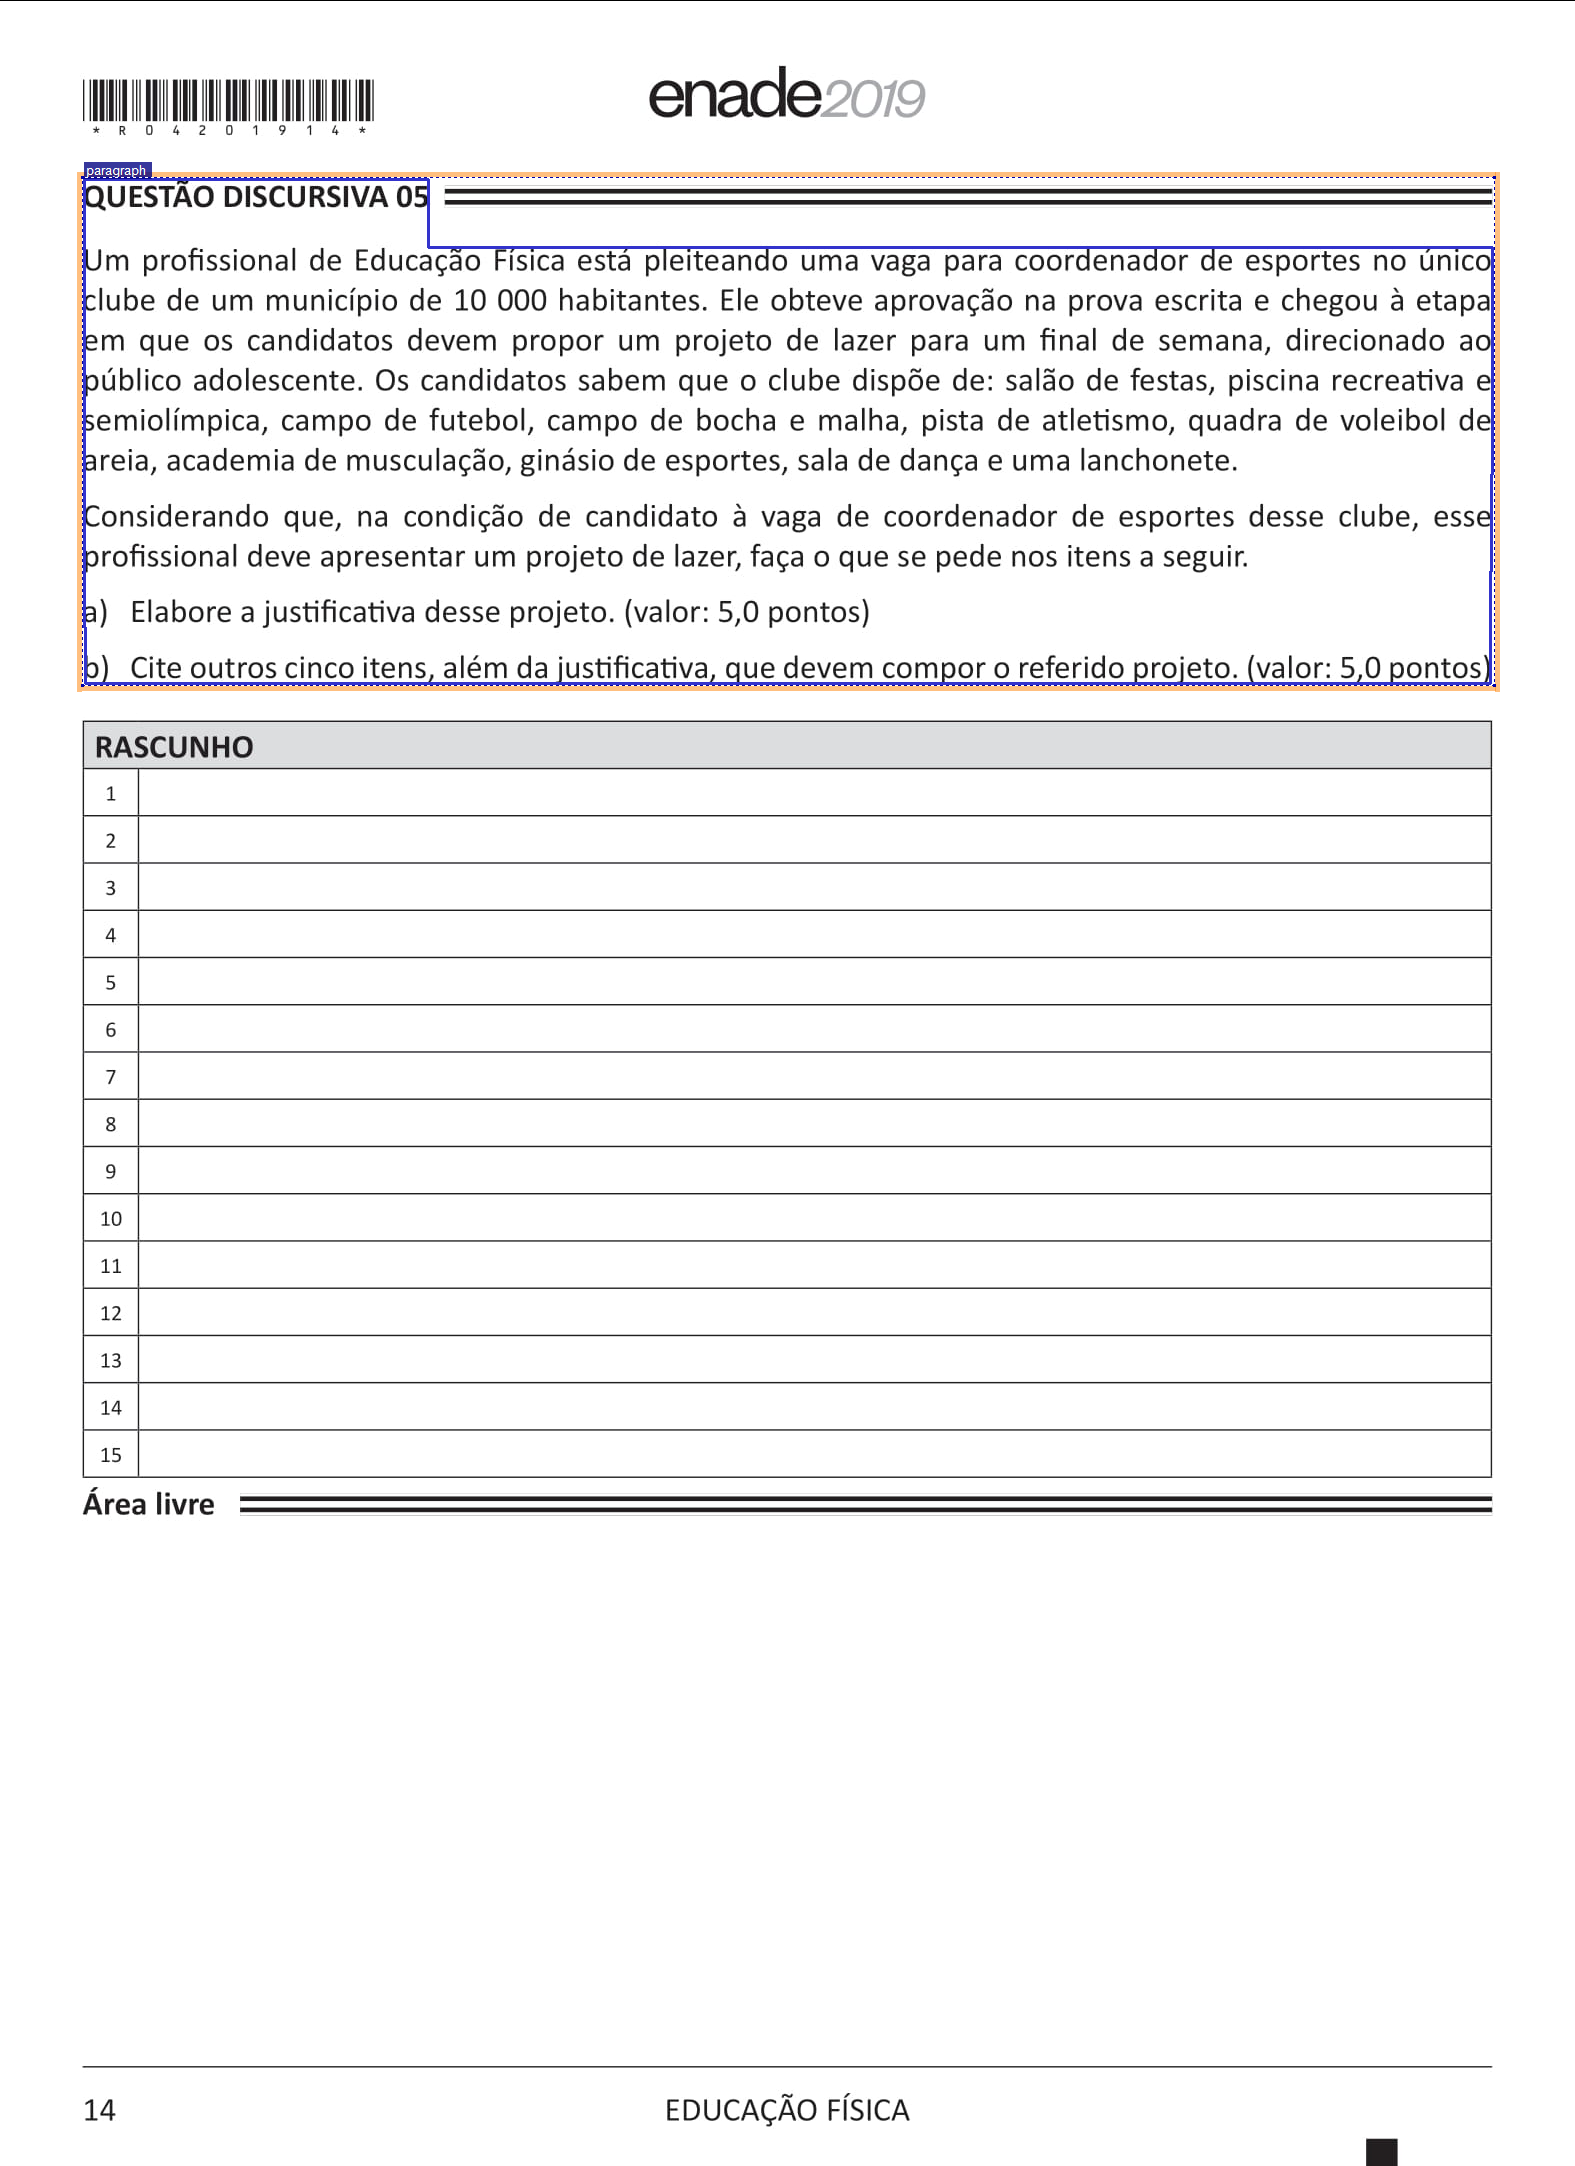 *R04201914*
enade2019
paragraph
QUESTÃO DISCURSIVA 05
Um profissional de Educação Física está pleiteando uma vaga para coordenador de esportes no único
clube de um município de 10 000 habitantes. Ele obteve aprovação na prova escrita e chegou à etapa
em que os candidatos devem propor um projeto de lazer para um final de semana, direcionado ao
público adolescente. Os candidatos sabem que o clube dispõe de: salão de festas, piscina recreativa e
semiolímpica, campo de futebol, campo de bocha e malha, pista de atletismo, quadra de voleibol de
areia, academia de musculação, ginásio de esportes, sala de dança e uma lanchonete.
Considerando que, na condição de candidato à vaga de coordenador de esportes desse clube, esse
profissional deve apresentar um projeto de lazer, faça o que se pede nos itens a seguir.
a) Elabore a justificativa desse projeto. (valor: 5,0 pontos)
b) Cite outros cinco itens, além da justificativa, que devem compor o referido projeto. (valor: 5,0 pontos)
RASCUNHO
1
2
3
4
5
6
7
8
9
10
11
12
13
14
15
Área livre
14
EDUCAÇÃO FÍSICA